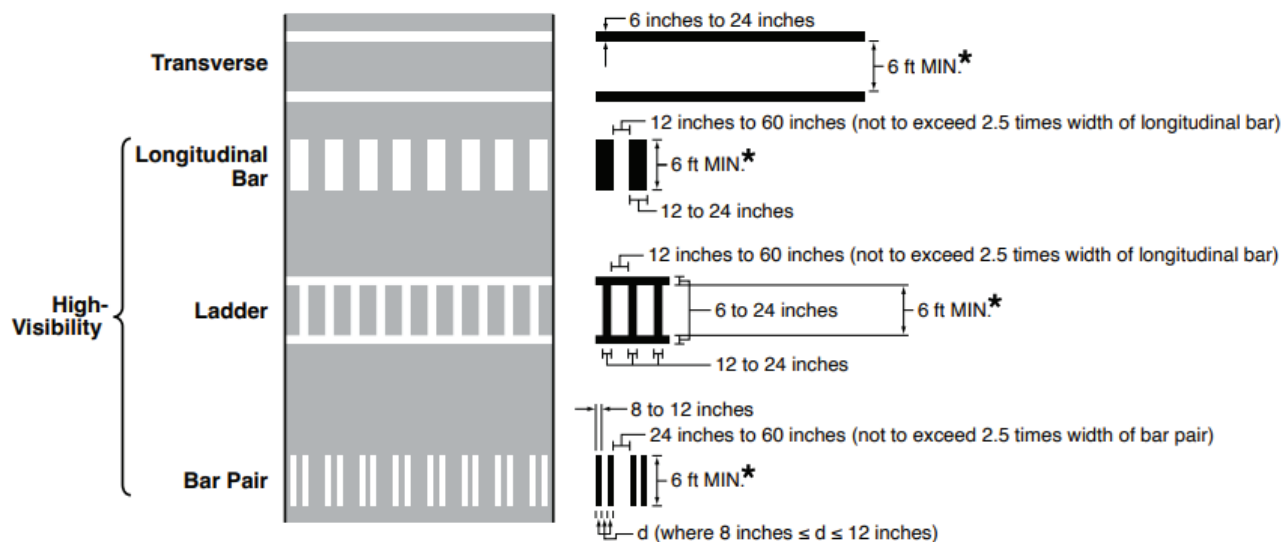 6 inches to 24 inches
Transverse
6 ft MIN.*
12 inches to 60 inches (not to exceed 2.5 times width of longitudinal bar)
Longitudinal
Bar
6 ft MIN.*
12 to 24 inches
12 inches to 60 inches (not to exceed 2.5 times width of longitudinal bar)
High-
Visibility
Ladder
6 to 24 inches
6 ft MIN.*
12 to 24 inches
8 to 12 inches
24 inches to 60 inches (not to exceed 2.5 times width of bar pair)
Bar Pair
6 ft MIN.*
d (where 8 inches ≤ d ≤ 12 inches)